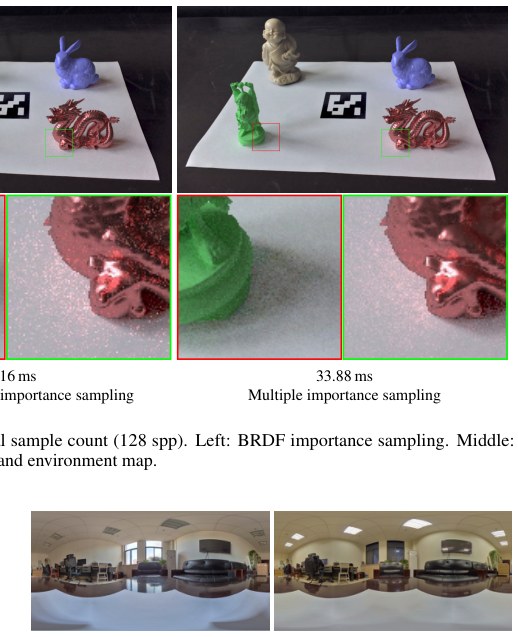 16 ms
33.88 ms
importance sampling
Multiple importance sampling
l sample count (128 spp). Left: BRDF importance sampling. Middle:
and environment map.